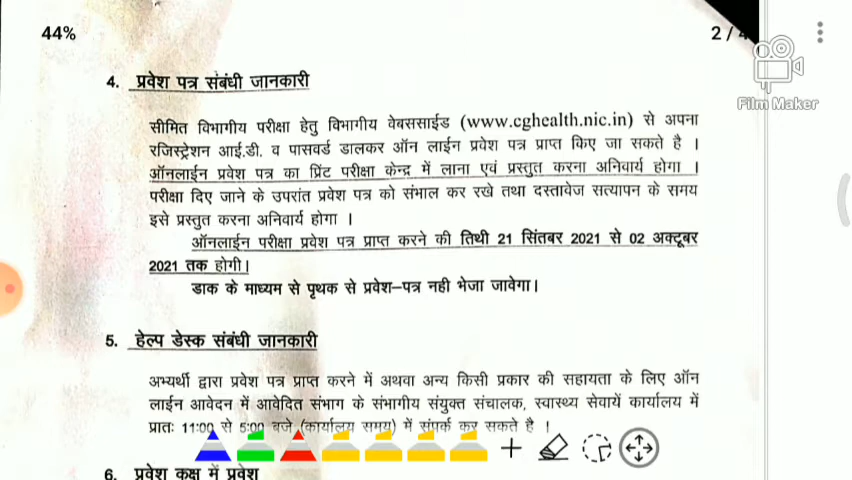 44%
2 / 4
Film Maker
4. प्रवेश पत्र संबंधी जानकारी
सीमित विभागीय परीक्षा हेतु विभागीय वेबससाईड (www.cghealth.nic.in) से अपना
रजिस्ट्रेशन आई.डी. व पासवर्ड डालकर ऑन लाईन प्रवेश पत्र प्राप्त किए जा सकते है ।
ऑनलाईन प्रवेश पत्र का प्रिंट परीक्षा केन्द्र में लाना एवं प्रस्तुत करना अनिवार्य होगा ।
परीक्षा दिए जाने के उपरांत प्रवेश पत्र को संभाल कर रखे तथा दस्तावेज सत्यापन के समय
इसे प्रस्तुत करना अनिवार्य होगा ।
ऑनलाईन परीक्षा प्रवेश पत्र प्राप्त करने की तिथी 21 सिंतबर 2021 से 02 अक्टूबर
2021 तक होगी।
डाक के माध्यम से पृथक से प्रवेश–पत्र नही भेजा जावेगा।
5. हेल्प डेस्क संबंधी जानकारी
अभ्यर्थी द्वारा प्रवेश पत्र प्राप्त करने में अथवा अन्य किसी प्रकार की सहायता के लिए ऑन
लाईन आवेदन में आवेदित संभाग के संभागीय संयुक्त संचालक, स्वास्थ्य सेवायें कार्यालय में
प्रातः 11:00 से 5:00 बजे (कार्यालय समय) में संपर्क कर सकते है ।
6. प्रवेश कक्ष में प्रवेश